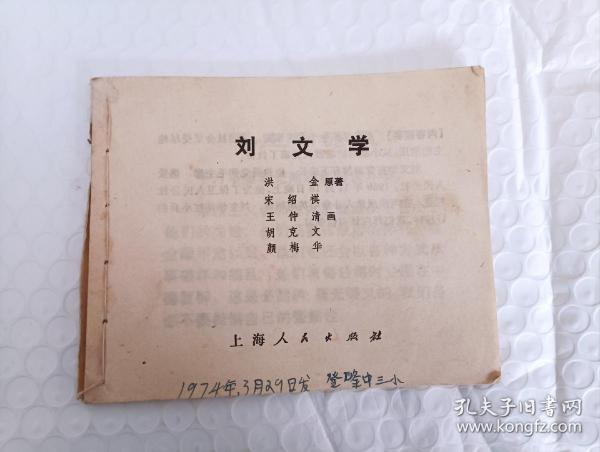 刘文学
洪金 原著
宋绍祺
王仲清 画
胡克文
颜梅华
上海人民出版社
1974年3月29日发 登峰中三小
孔夫子旧书网
www.kongfz.com